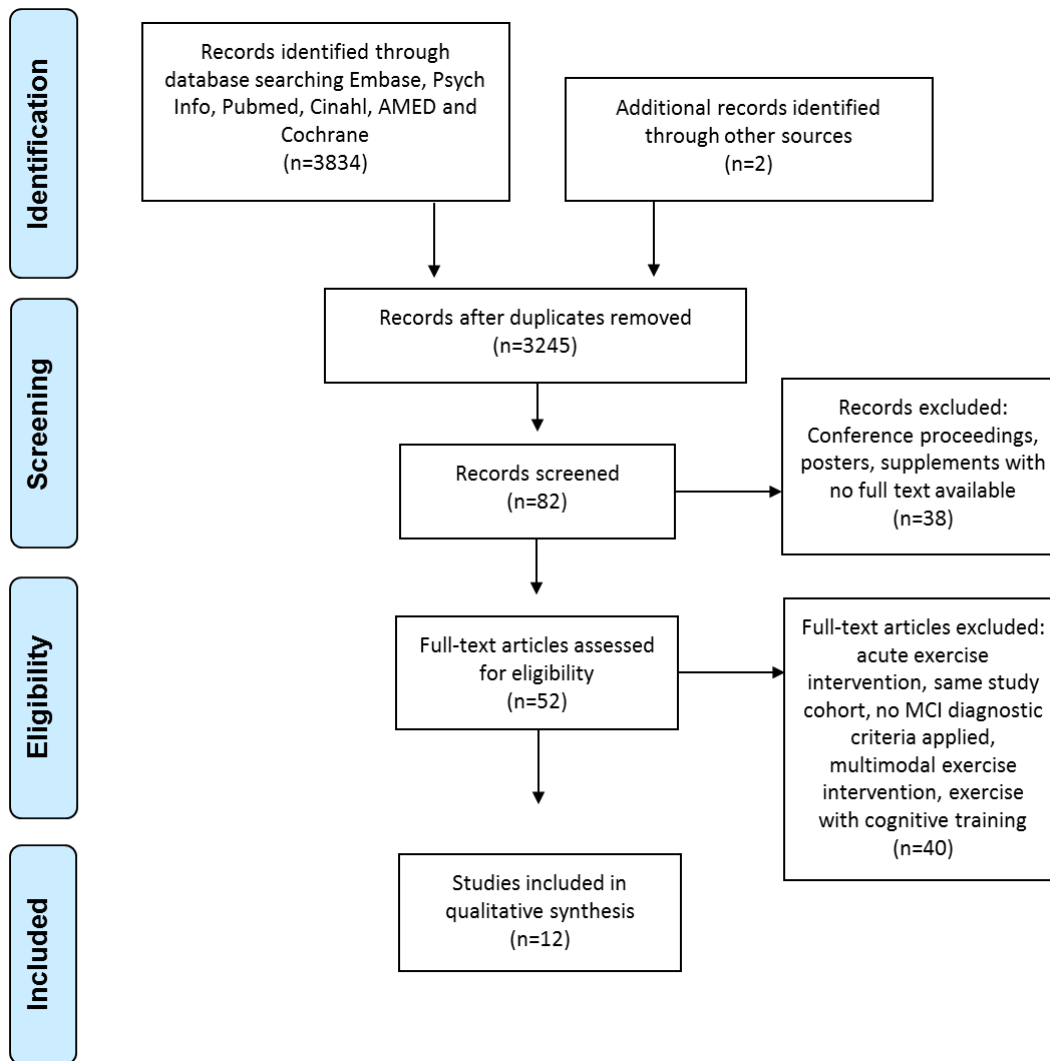 Identification
Records identified through
database searching Embase, Psych
Info, Pubmed, Cinahl, AMED and
Cochrane
(n=3834)
Additional records identified
through other sources
(n=2)
Screening
Records after duplicates removed
(n=3245)
Records screened
(n=82)
Records excluded:
Conference proceedings,
posters, supplements with
no full text available
(n=38)
Eligibility
Full-text articles assessed
for eligibility
(n=52)
Full-text articles excluded:
acute exercise
intervention, same study
cohort, no MCI diagnostic
criteria applied,
multimodal exercise
intervention, exercise
with cognitive training
(n=40)
Included
Studies included in
qualitative synthesis
(n=12)